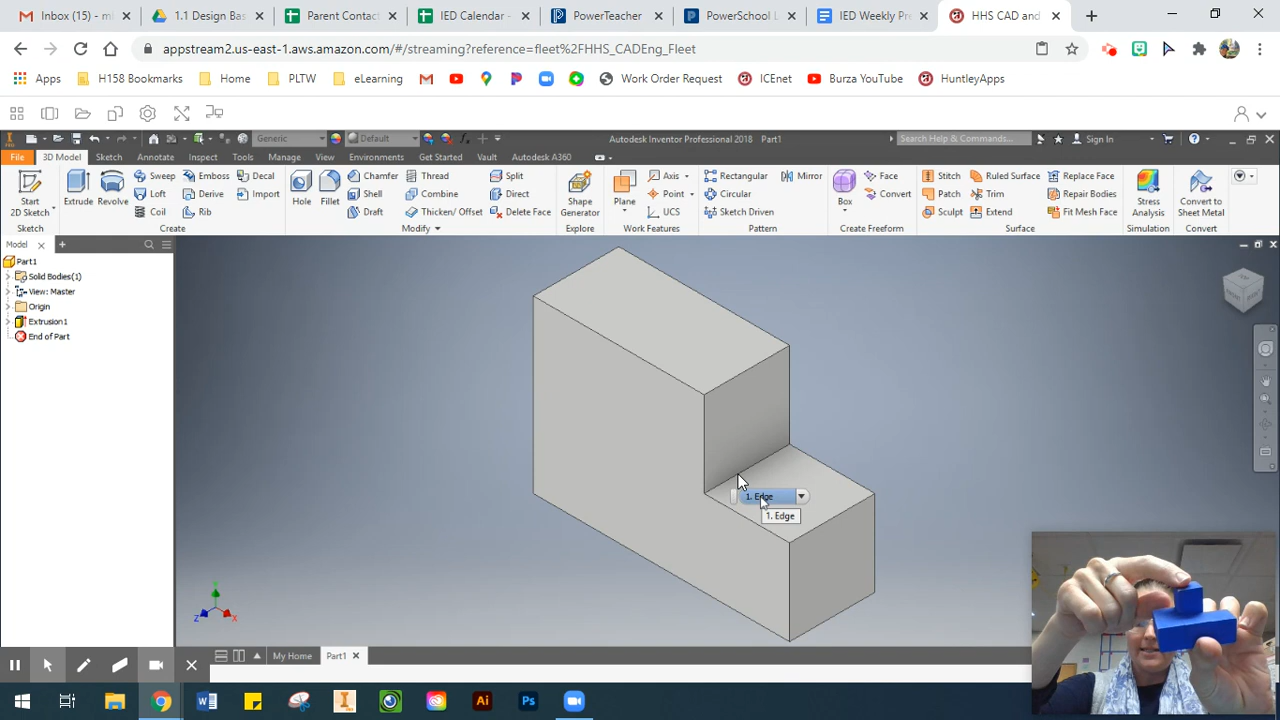 Inbox (15) - ml
1.1 Design Bas
Parent Contact
IED Calendar -
PowerTeacher
PowerSchool L
IED Weekly Pr
HHS CAD and
appstream2.us-east-1.aws.amazon.com/#/streaming?reference=fleet%2FHHS_CADEng_Fleet
Apps H158 Bookmarks Home PLTW eLearning Work Order Request ICEnet Burza YouTube HuntleyApps
Generic Default Autodesk Inventor Professional 2018 Part1 Search Help & Commands... Sign In
File 3D Model Sketch Annotate Inspect Tools Manage View Environments Get Started Vault Autodesk A360
Sweep Emboss Decal Chamfer Thread Split Axis Rectangular Mirror Face Stitch Ruled Surface Replace Face
Start 2D Sketch Extrude Revolve Loft Derive Import Hole Fillet Shell Combine Direct Shape Generator Plane Point Circular Box Convert Patch Trim Repair Bodies Stress Analysis Convert to Sheet Metal
Coil Rib Draft Thicken/ Offset Delete Face UCS Sketch Driven Sculpt Extend Fit Mesh Face
Sketch Create Modify Explore Work Features Pattern Create Freeform Surface Simulation Convert
Model
Part1
Solid Bodies(1)
View: Master
Origin
Extrusion1
End of Part
1. Edge
1. Edge
Z
X
My Home Part1
W
Ai
Ps